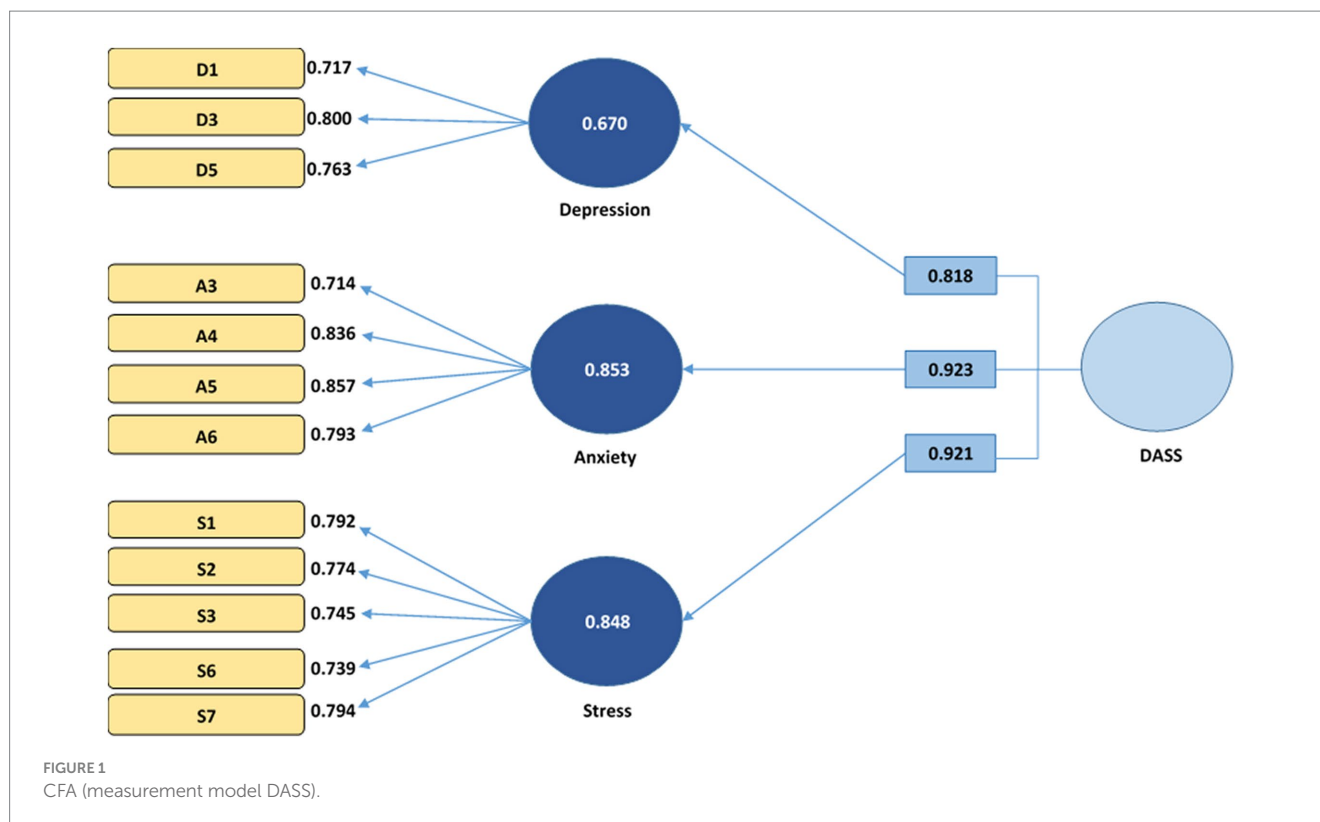 D1 0.717
D3 0.800
D5 0.763
0.670
Depression
A3 0.714
A4 0.836
A5 0.857
A6 0.793
0.853
Anxiety
S1 0.792
S2 0.774
S3 0.745
S6 0.739
S7 0.794
0.848
Stress
0.818
0.923
0.921
DASS
FIGURE 1
CFA (measurement model DASS).